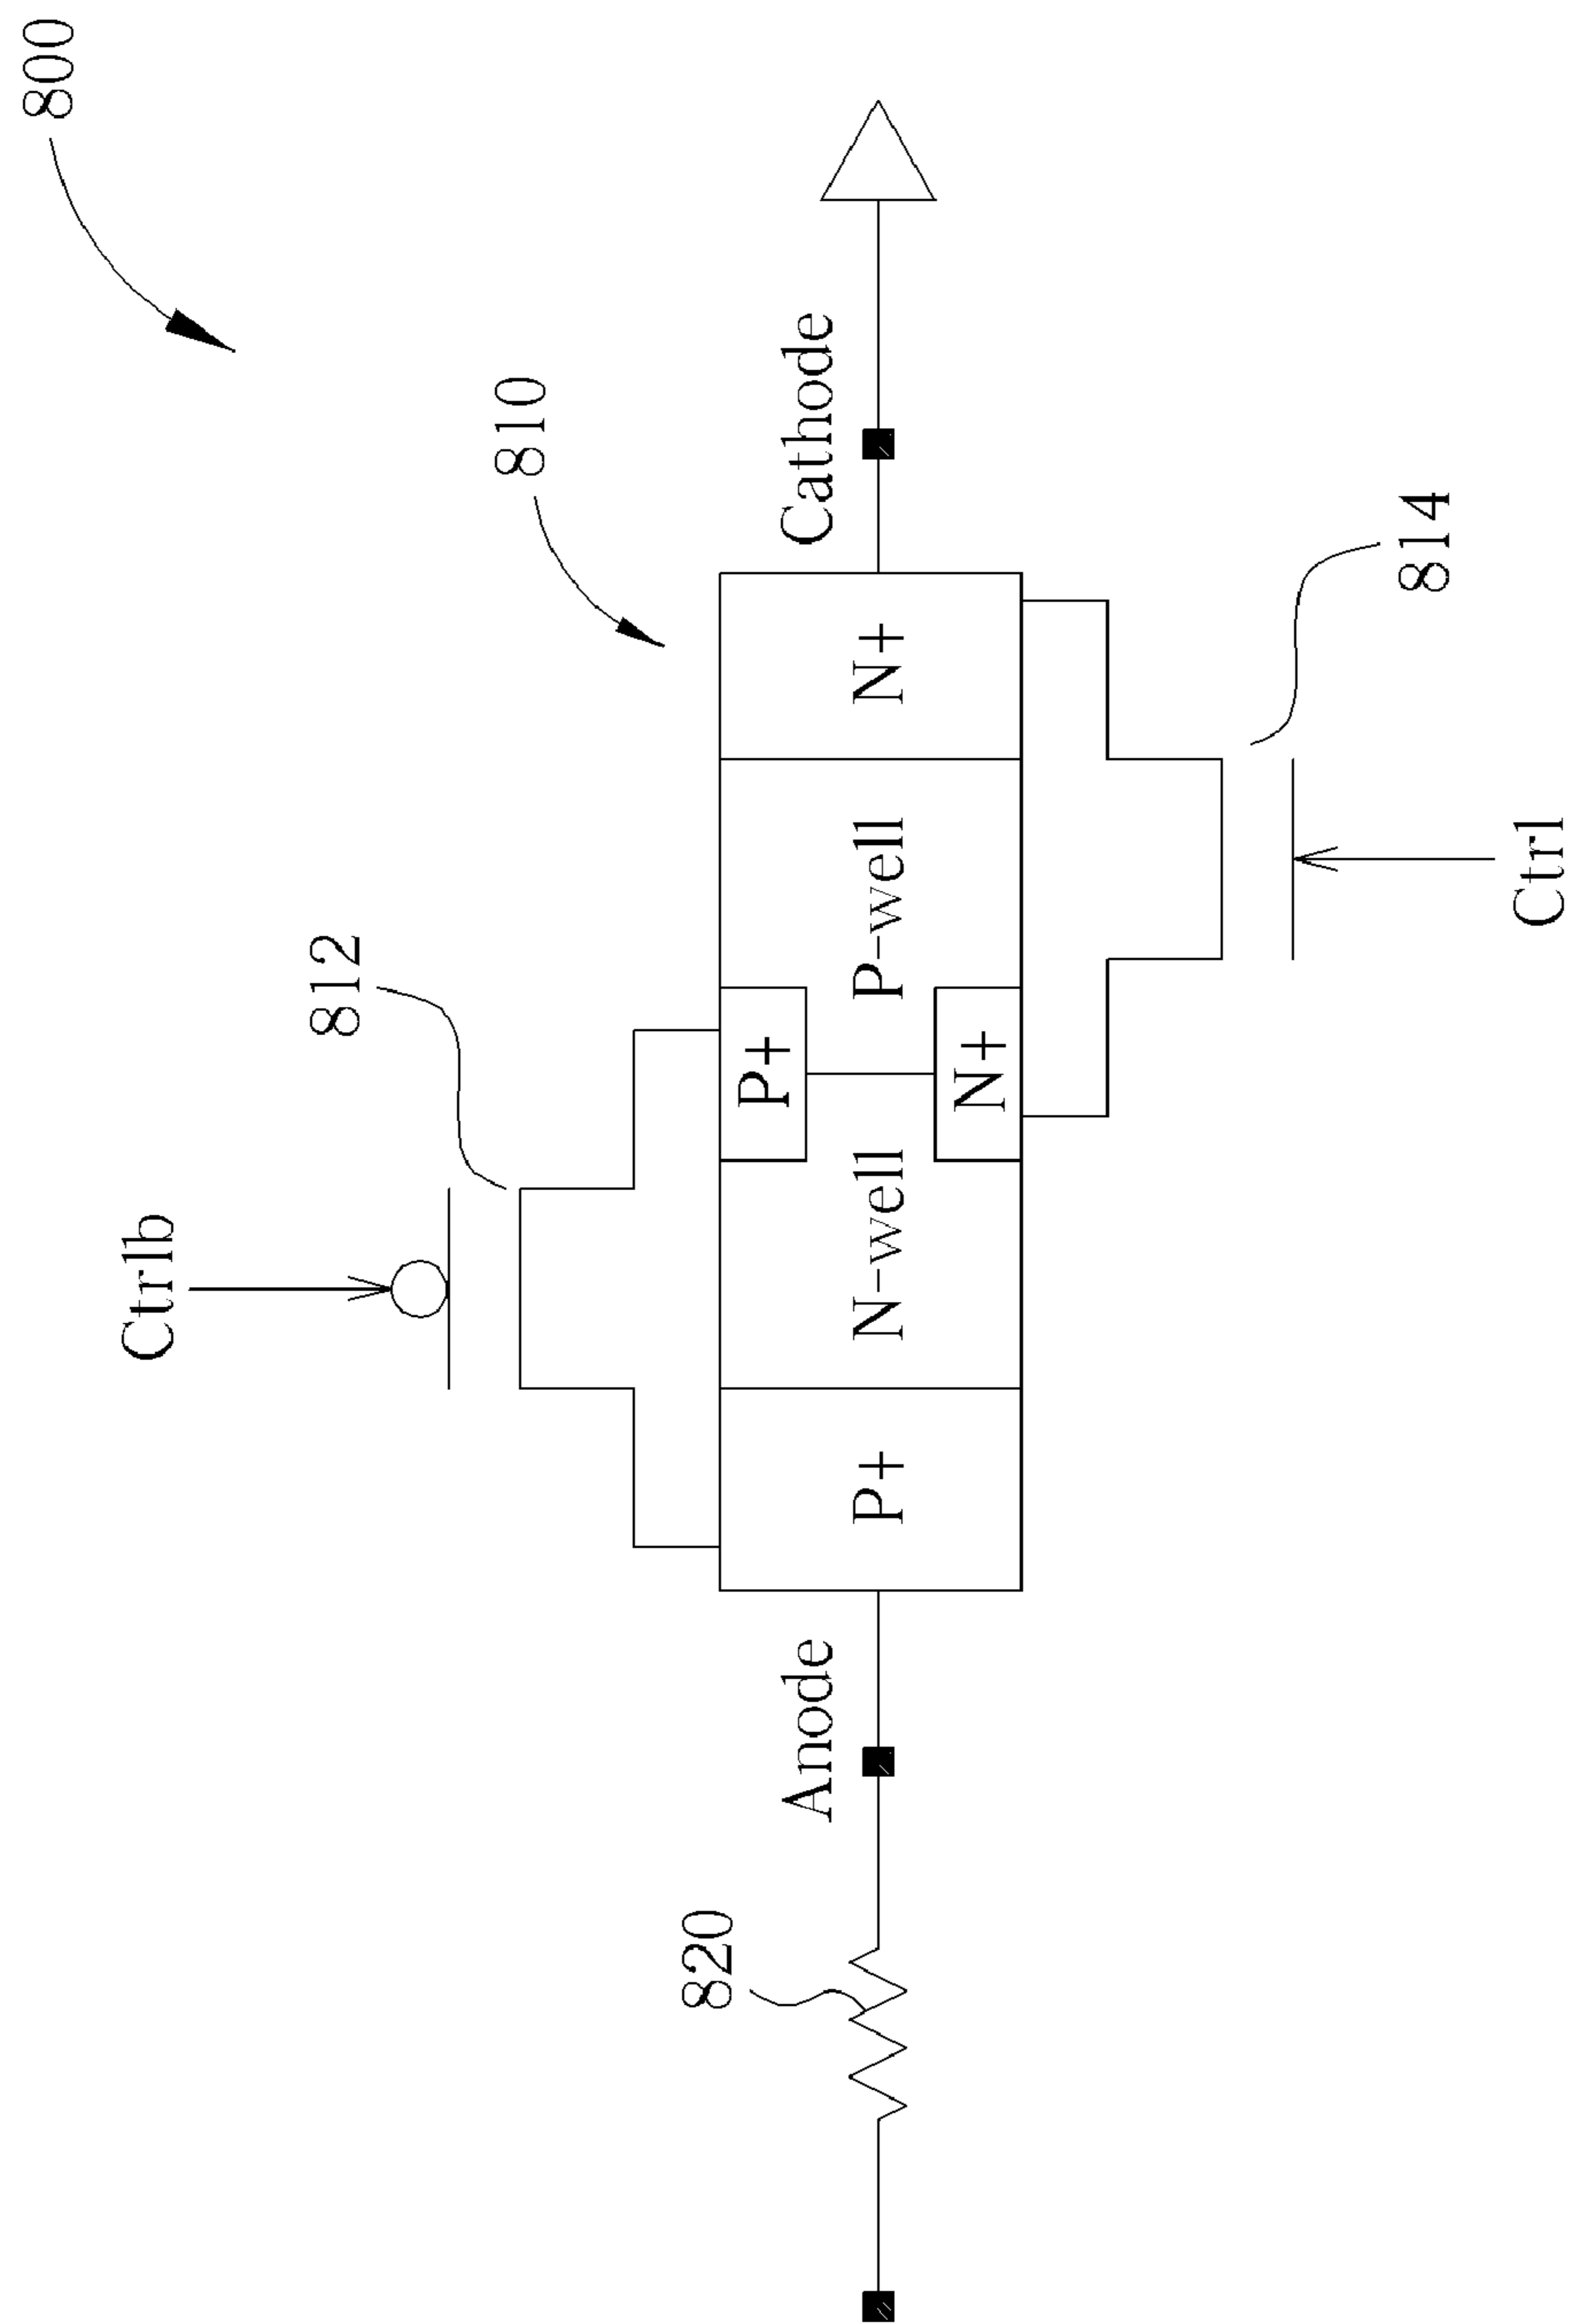 800
810
812
Ctrlb
820
Anode
Cathode
P+
N-well
P-well
N+
P+
N+
814
Ctrl